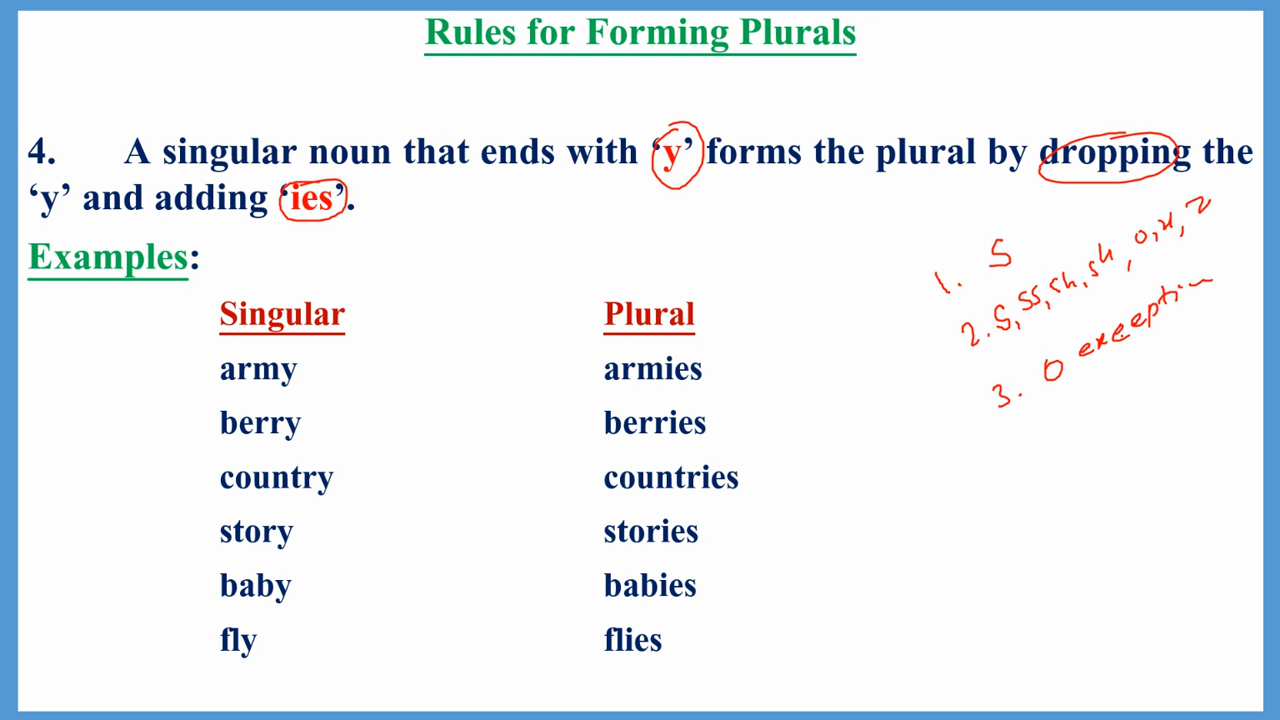 Rules for Forming Plurals
4. A singular noun that ends with ‘y’ forms the plural by dropping the
‘y’ and adding ‘ies’.
Examples:
Singular Plural
army armies
berry berries
country countries
story stories
baby babies
fly flies
1. S
2. S, SS, sh, sh, o, x, z
3. O exception